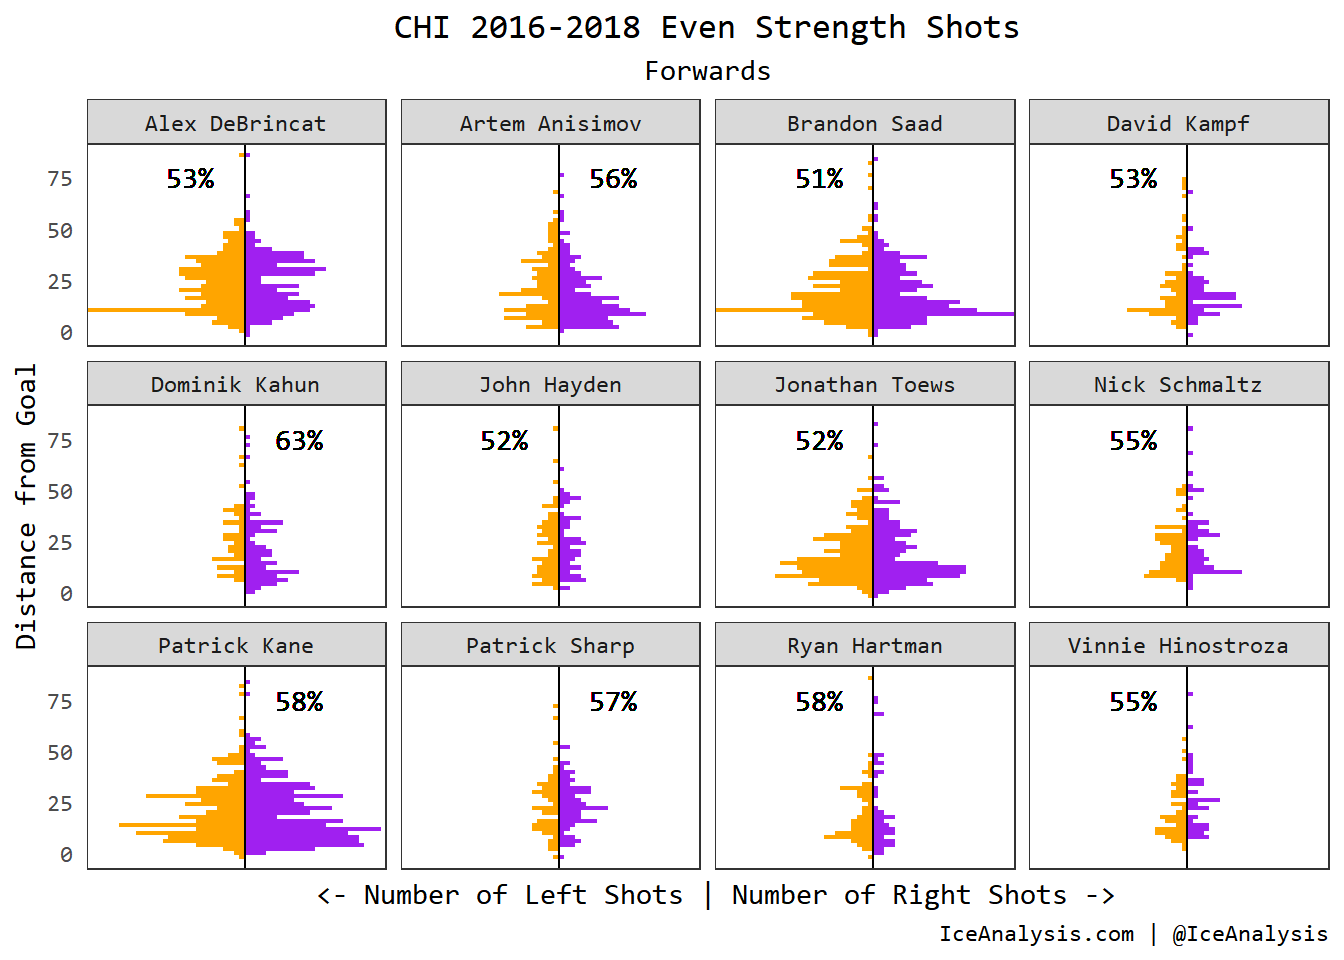 CHI 2016-2018 Even Strength Shots
Forwards
Alex DeBrincat
Artem Anisimov
Brandon Saad
David Kampf
53%
56%
51%
53%
75
50
25
0
Dominik Kahun
John Hayden
Jonathan Toews
Nick Schmaltz
63%
52%
52%
55%
75
50
25
0
Patrick Kane
Patrick Sharp
Ryan Hartman
Vinnie Hinostroza
58%
57%
58%
55%
75
50
25
0
Distance from Goal
<- Number of Left Shots | Number of Right Shots ->
IceAnalysis.com | @IceAnalysis